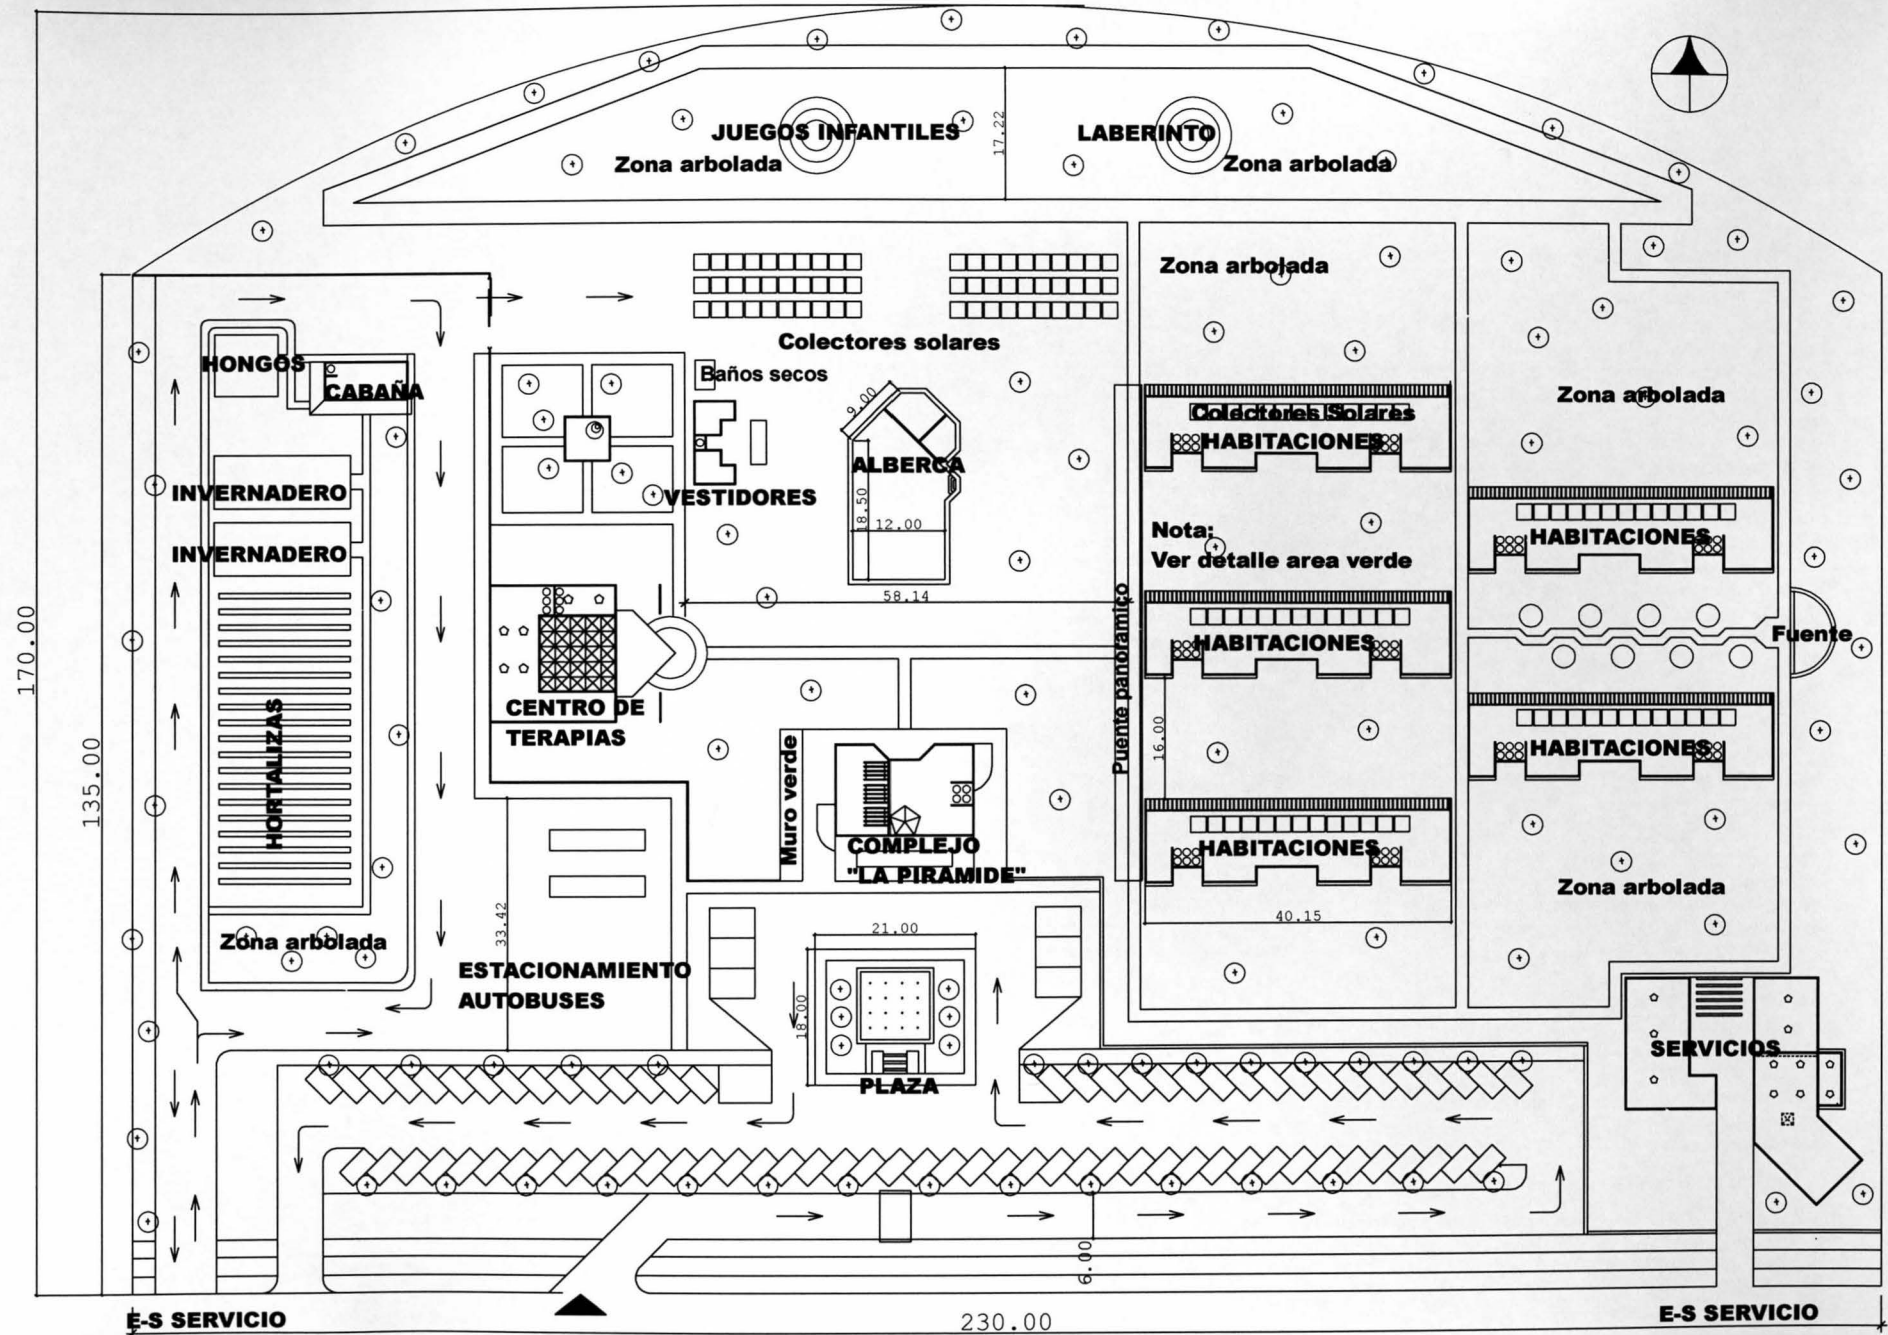 JUEGOS INFANTILES
Zona arbolada
17.22
LABERINTO
Zona arbolada
Zona arbolada
Colectores solares
HONGOS
CABAÑA
Baños secos
9.00
Zona arbolada
Colectores Solares
HABITACIONES
ALBERCA
18.50
12.00
VESTIDORES
INVERNADERO
INVERNADERO
Nota:
Ver detalle area verde
HABITACIONES
58.14
Puente panoramico
HABITACIONES
Fuente
170.00
135.00
HORTALIZAS
CENTRO DE
TERAPIAS
Muro verde
16.00
HABITACIONES
COMPLEJO
"LA PIRAMIDE"
HABITACIONES
Zona arbolada
40.15
33.42
Zona arbolada
ESTACIONAMIENTO
AUTOBUSES
21.00
18.00
PLAZA
SERVICIOS
6.00
E-S SERVICIO
230.00
E-S SERVICIO